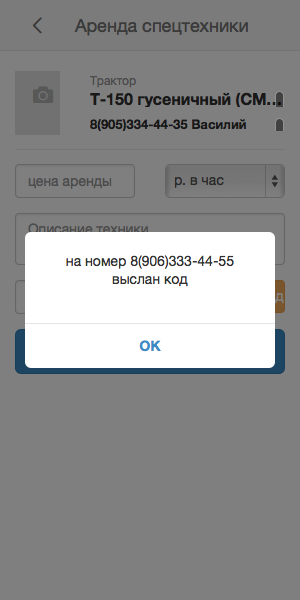 Аренда спецтехники
Трактор
Т-150 гусеничный (СМ...
8(905)334-44-35 Василий
цена аренды
р. в час
Описание техники
на номер 8(906)333-44-55
выслан код
OK